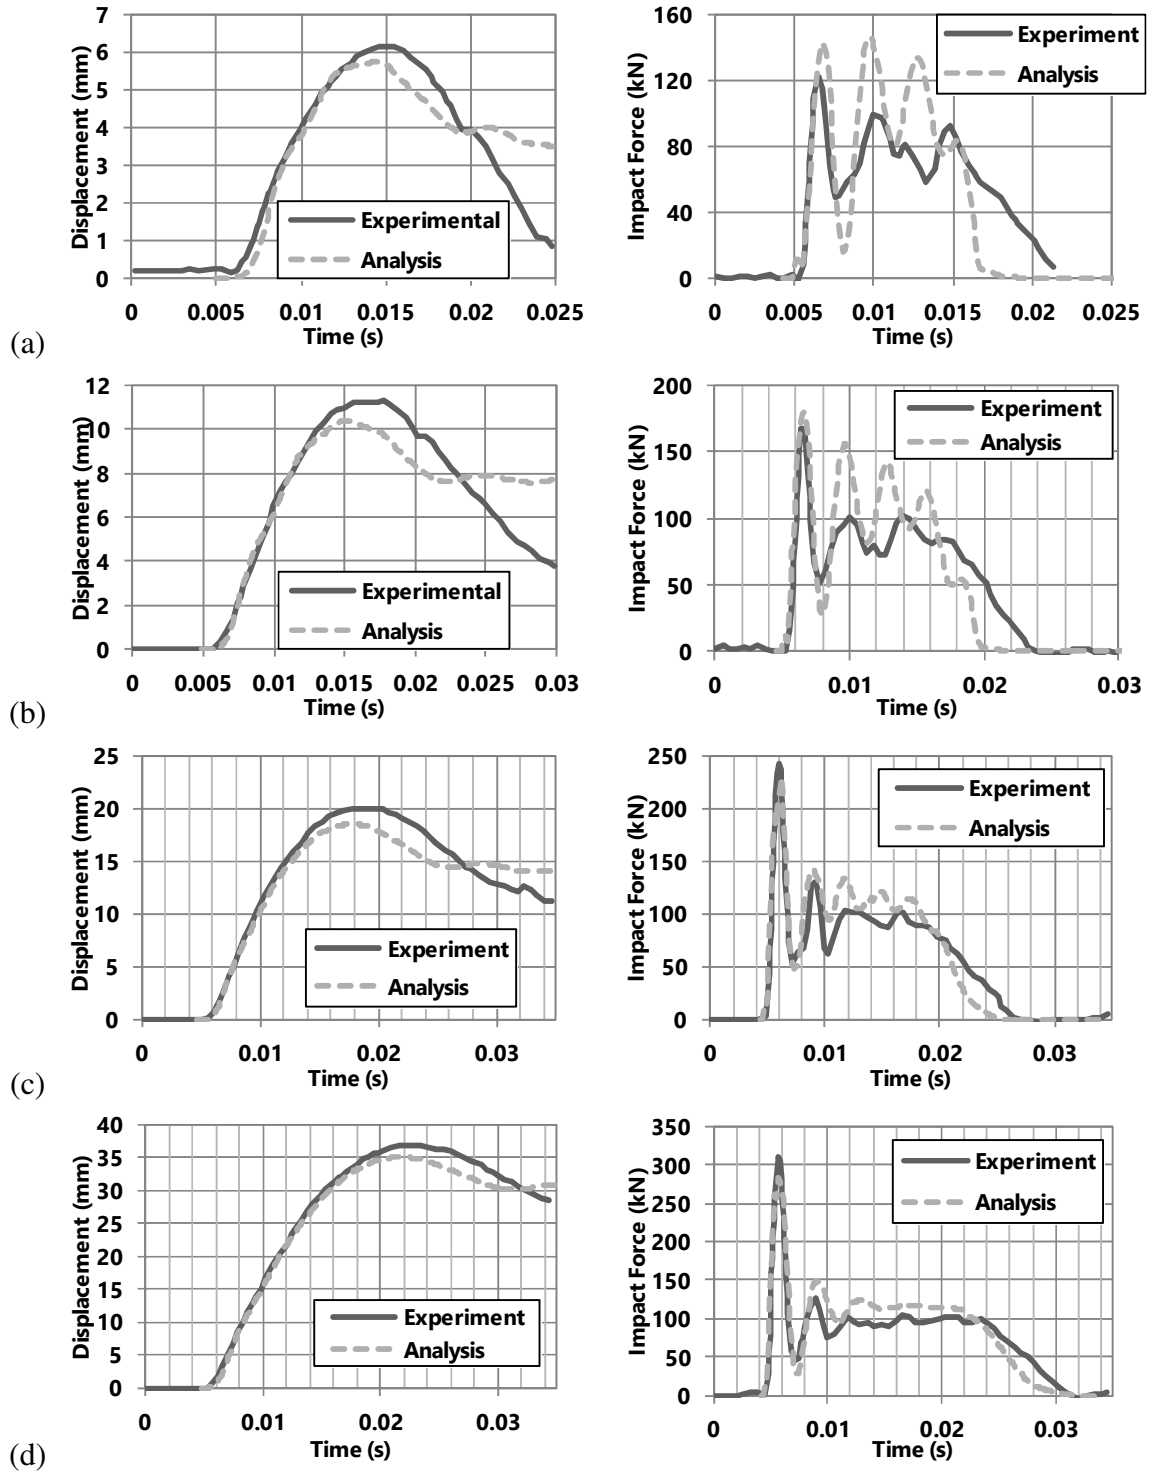 7
6
5
4
3
2
1
0
Displacement (mm)
Experimental
Analysis
0 0.005 0.01 0.015 0.02 0.025
Time (s)
160
120
80
40
0
Impact Force (kN)
Experiment
Analysis
0 0.005 0.01 0.015 0.02 0.025
Time (s)
(a)
12
10
8
6
4
2
0
Displacement (mm)
Experimental
Analysis
0 0.005 0.01 0.015 0.02 0.025 0.03
Time (s)
200
150
100
50
0
Impact Force (kN)
Experiment
Analysis
0 0.01 0.02 0.03
Time (s)
(b)
25
20
15
10
5
0
Displacement (mm)
Experiment
Analysis
0 0.01 0.02 0.03
Time (s)
250
200
150
100
50
0
Impact Force (kN)
Experiment
Analysis
0 0.01 0.02 0.03
Time (s)
(c)
40
35
30
25
20
15
10
5
0
Displacement (mm)
Experiment
Analysis
0 0.01 0.02 0.03
Time (s)
350
300
250
200
150
100
50
0
Impact Force (kN)
Experiment
Analysis
0 0.01 0.02 0.03
Time (s)
(d)